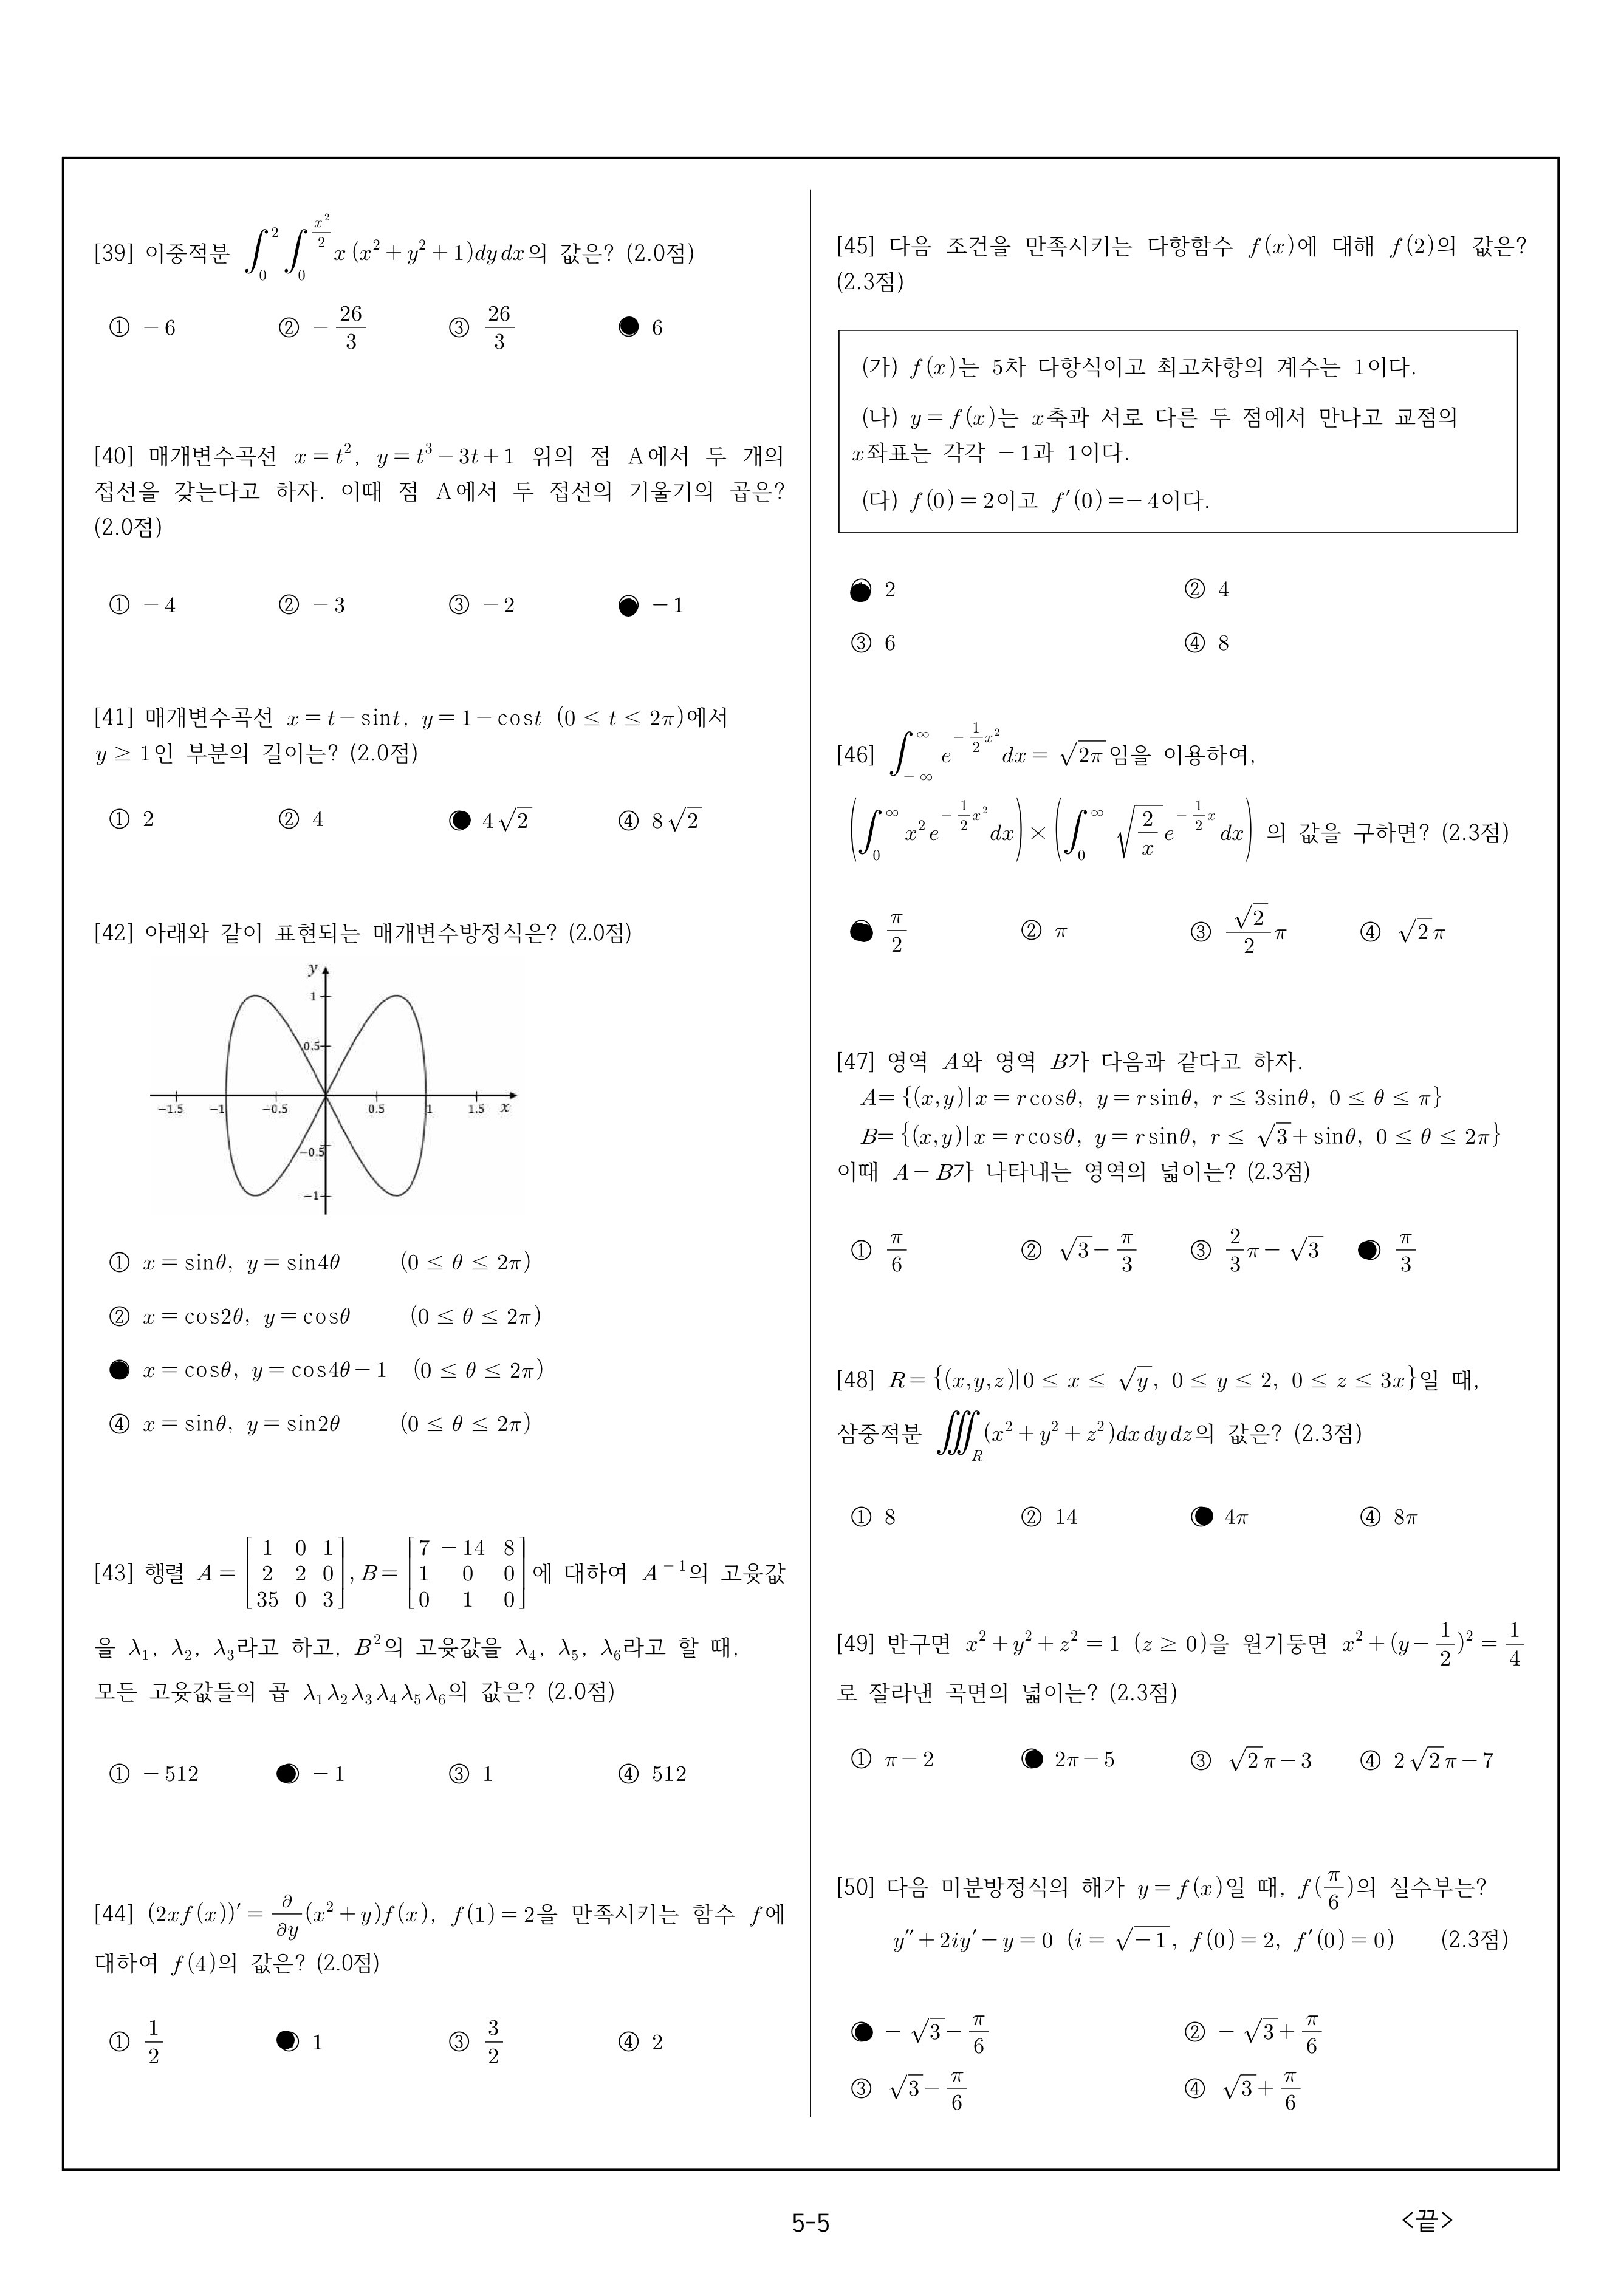 [39] 이중적분 $\int_0^2 \int_0^{\frac{x^2}{2}} x(x^2+y^2+1)dydx$의 값은? (2.0점)
① −6 ② $-\frac{26}{3}$ ③ $\frac{26}{3}$ ● 6
[40] 매개변수곡선 $x=t^2$, $y=t^3-3t+1$ 위의 점 A에서 두 개의
접선을 갖는다고 하자. 이때 점 A에서 두 접선의 기울기의 곱은?
(2.0점)
① −4 ② −3 ③ −2 ● −1
[41] 매개변수곡선 $x=t-\sin t$, $y=1-\cos t$ $(0\le t\le 2\pi)$에서
$y\ge 1$인 부분의 길이는? (2.0점)
① 2 ② 4 ● $4\sqrt{2}$ ④ $8\sqrt{2}$
[42] 아래와 같이 표현되는 매개변수방정식은? (2.0점)
y
1
0.5
−1.5 −1 −0.5 0.5 1 1.5 x
−0.5
−1
① $x=\sin\theta$, $y=\sin4\theta$ $(0\le\theta\le2\pi)$
② $x=\cos2\theta$, $y=\cos\theta$ $(0\le\theta\le2\pi)$
● $x=\cos\theta$, $y=\cos4\theta-1$ $(0\le\theta\le2\pi)$
④ $x=\sin\theta$, $y=\sin2\theta$ $(0\le\theta\le2\pi)$
[43] 행렬 $A=\begin{bmatrix}1&0&1\\2&2&0\\35&0&3\end{bmatrix}, B=\begin{bmatrix}7&-14&8\\1&0&0\\0&1&0\end{bmatrix}$에 대하여 $A^{-1}$의 고윳값
을 $\lambda_1$, $\lambda_2$, $\lambda_3$라고 하고, $B^2$의 고윳값을 $\lambda_4$, $\lambda_5$, $\lambda_6$라고 할 때,
모든 고윳값들의 곱 $\lambda_1\lambda_2\lambda_3\lambda_4\lambda_5\lambda_6$의 값은? (2.0점)
① −512 ● −1 ③ 1 ④ 512
[44] $(2xf(x))'=\frac{\partial}{\partial y}(x^2+y)f(x)$, $f(1)=2$을 만족시키는 함수 $f$에
대하여 $f(4)$의 값은? (2.0점)
① $\frac{1}{2}$ ● 1 ③ $\frac{3}{2}$ ④ 2
[45] 다음 조건을 만족시키는 다항함수 $f(x)$에 대해 $f(2)$의 값은?
(2.3점)
(가) $f(x)$는 5차 다항식이고 최고차항의 계수는 1이다.
(나) $y=f(x)$는 $x$축과 서로 다른 두 점에서 만나고 교점의
$x$좌표는 각각 −1과 1이다.
(다) $f(0)=2$이고 $f'(0)=-4$이다.
● 2 ② 4
③ 6 ④ 8
[46] $\int_{-\infty}^{\infty} e^{-\frac{1}{2}x^2}dx=\sqrt{2\pi}$임을 이용하여,
$\left(\int_0^{\infty} x^2e^{-\frac{1}{2}x^2}dx\right)\times\left(\int_0^{\infty}\sqrt{\frac{2}{x}}e^{-\frac{1}{2}x}dx\right)$의 값을 구하면? (2.3점)
● $\frac{\pi}{2}$ ② $\pi$ ③ $\frac{\sqrt{2}}{2}\pi$ ④ $\sqrt{2}\pi$
[47] 영역 $A$와 영역 $B$가 다음과 같다고 하자.
$A=\{(x,y)|x=r\cos\theta, y=r\sin\theta, r\le3\sin\theta, 0\le\theta\le\pi\}$
$B=\{(x,y)|x=r\cos\theta, y=r\sin\theta, r\le\sqrt{3}+\sin\theta, 0\le\theta\le2\pi\}$
이때 $A-B$가 나타내는 영역의 넓이는? (2.3점)
① $\frac{\pi}{6}$ ② $\sqrt{3}-\frac{\pi}{3}$ ③ $\frac{2}{3}\pi-\sqrt{3}$ ● $\frac{\pi}{3}$
[48] $R=\{(x,y,z)|0\le x\le\sqrt{y}, 0\le y\le2, 0\le z\le3x\}$일 때,
삼중적분 $\iiint_R(x^2+y^2+z^2)dxdydz$의 값은? (2.3점)
① 8 ② 14 ● $4\pi$ ④ $8\pi$
[49] 반구면 $x^2+y^2+z^2=1$ $(z\ge0)$을 원기둥면 $x^2+(y-\frac{1}{2})^2=\frac{1}{4}$
로 잘라낸 곡면의 넓이는? (2.3점)
① $\pi-2$ ● $2\pi-5$ ③ $\sqrt{2}\pi-3$ ④ $2\sqrt{2}\pi-7$
[50] 다음 미분방정식의 해가 $y=f(x)$일 때, $f(\frac{\pi}{6})$의 실수부는?
$y''+2iy'-y=0$ $(i=\sqrt{-1}, f(0)=2, f'(0)=0)$ (2.3점)
● $-\sqrt{3}-\frac{\pi}{6}$ ② $-\sqrt{3}+\frac{\pi}{6}$
③ $\sqrt{3}-\frac{\pi}{6}$ ④ $\sqrt{3}+\frac{\pi}{6}$
5-5
<끝>